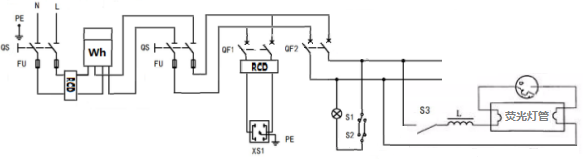 N L
PE
QS
FU
RCD
Wh
QS
FU
QF1
RCD
XS1
PE
QF2
S1
S2
S3
L
荧光灯管